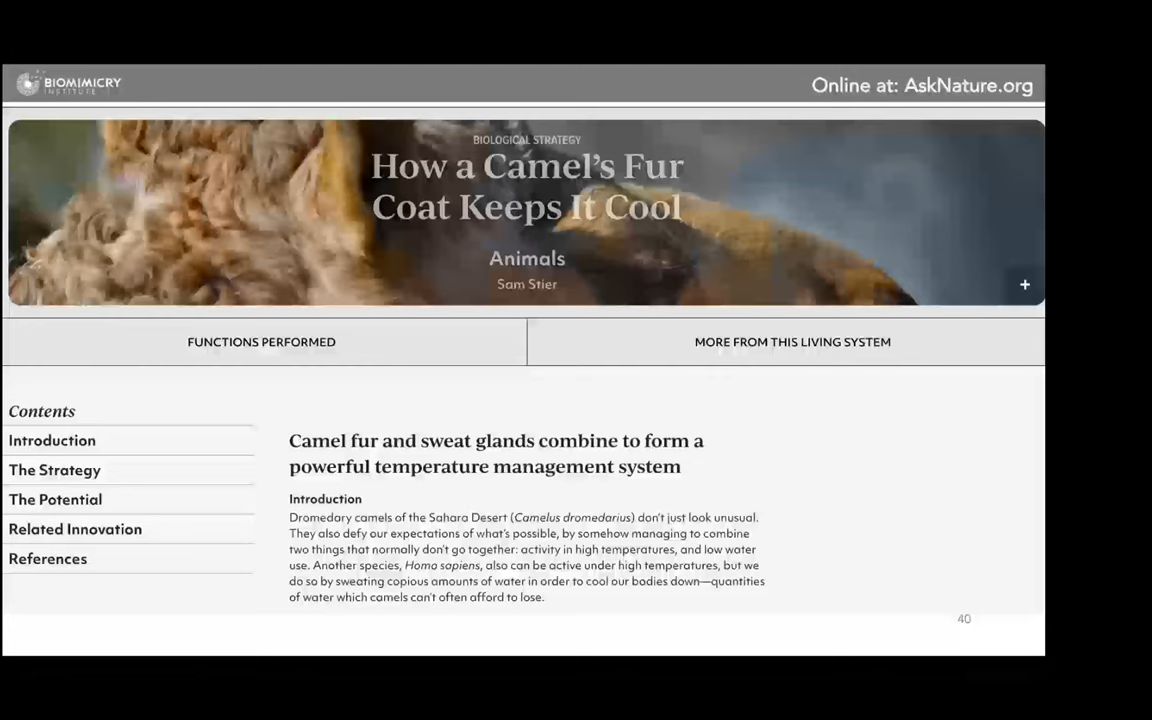 BIOMIMICRY
INSTITUTE
Online at: AskNature.org
BIOLOGICAL STRATEGY
How a Camel's Fur
Coat Keeps It Cool
Animals
Sam Stier
+
FUNCTIONS PERFORMED
MORE FROM THIS LIVING SYSTEM
Contents
Introduction
The Strategy
The Potential
Related Innovation
References
Camel fur and sweat glands combine to form a
powerful temperature management system
Introduction
Dromedary camels of the Sahara Desert (Camelus dromedarius) don't just look unusual.
They also defy our expectations of what's possible, by somehow managing to combine
two things that normally don't go together: activity in high temperatures, and low water
use. Another species, Homo sapiens, also can be active under high temperatures, but we
do so by sweating copious amounts of water in order to cool our bodies down—quantities
of water which camels can't often afford to lose.
40